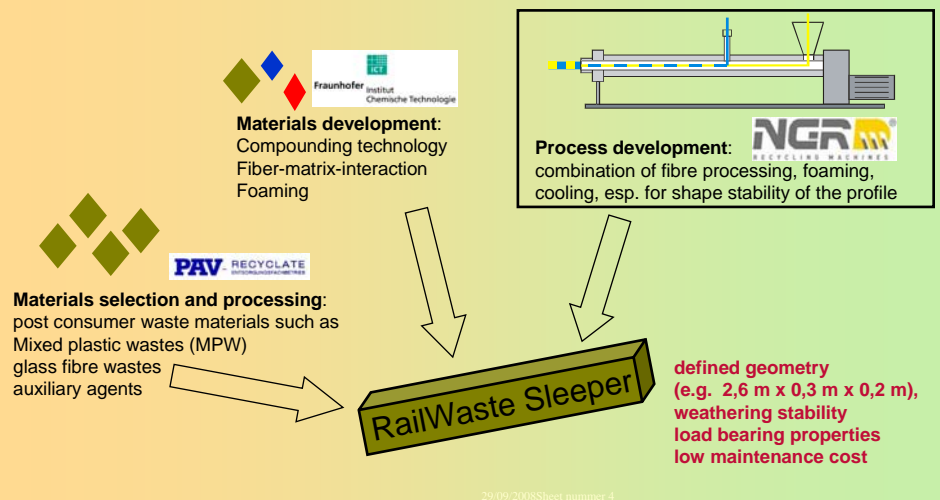 ICT
Fraunhofer Institut
Chemische Technologie
Materials development:
Compounding technology
Fiber-matrix-interaction
Foaming
NGR
RECYCLING MACHINES
Process development:
combination of fibre processing, foaming,
cooling, esp. for shape stability of the profile
PAV - RECYCLATE
ENTSORGUNGSFACHBETRIEB
Materials selection and processing:
post consumer waste materials such as
Mixed plastic wastes (MPW)
glass fibre wastes
auxiliary agents
RailWaste Sleeper
defined geometry
(e.g. 2,6 m x 0,3 m x 0,2 m),
weathering stability
load bearing properties
low maintenance cost
29/09/2008Sheet nummer 4